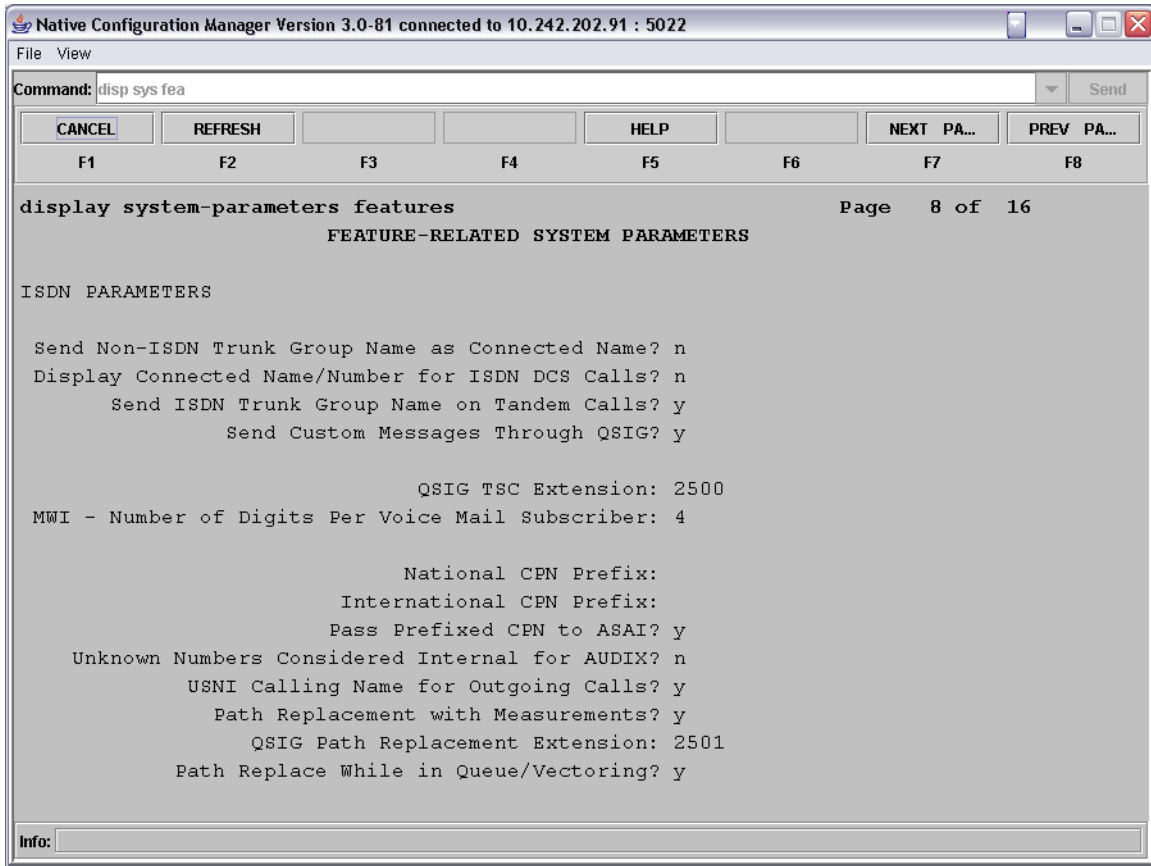 Native Configuration Manager Version 3.0-81 connected to 10.242.202.91 : 5022
File View
Command: disp sys fea Send
CANCEL REFRESH HELP NEXT PA... PREV PA...
F1 F2 F3 F4 F5 F6 F7 F8
display system-parameters features Page 8 of 16
FEATURE-RELATED SYSTEM PARAMETERS
ISDN PARAMETERS
Send Non-ISDN Trunk Group Name as Connected Name? n
Display Connected Name/Number for ISDN DCS Calls? n
Send ISDN Trunk Group Name on Tandem Calls? y
Send Custom Messages Through QSIG? y
QSIG TSC Extension: 2500
MWI - Number of Digits Per Voice Mail Subscriber: 4
National CPN Prefix:
International CPN Prefix:
Pass Prefixed CPN to ASAI? y
Unknown Numbers Considered Internal for AUDIX? n
USNI Calling Name for Outgoing Calls? y
Path Replacement with Measurements? y
QSIG Path Replacement Extension: 2501
Path Replace While in Queue/Vectoring? y
Info: